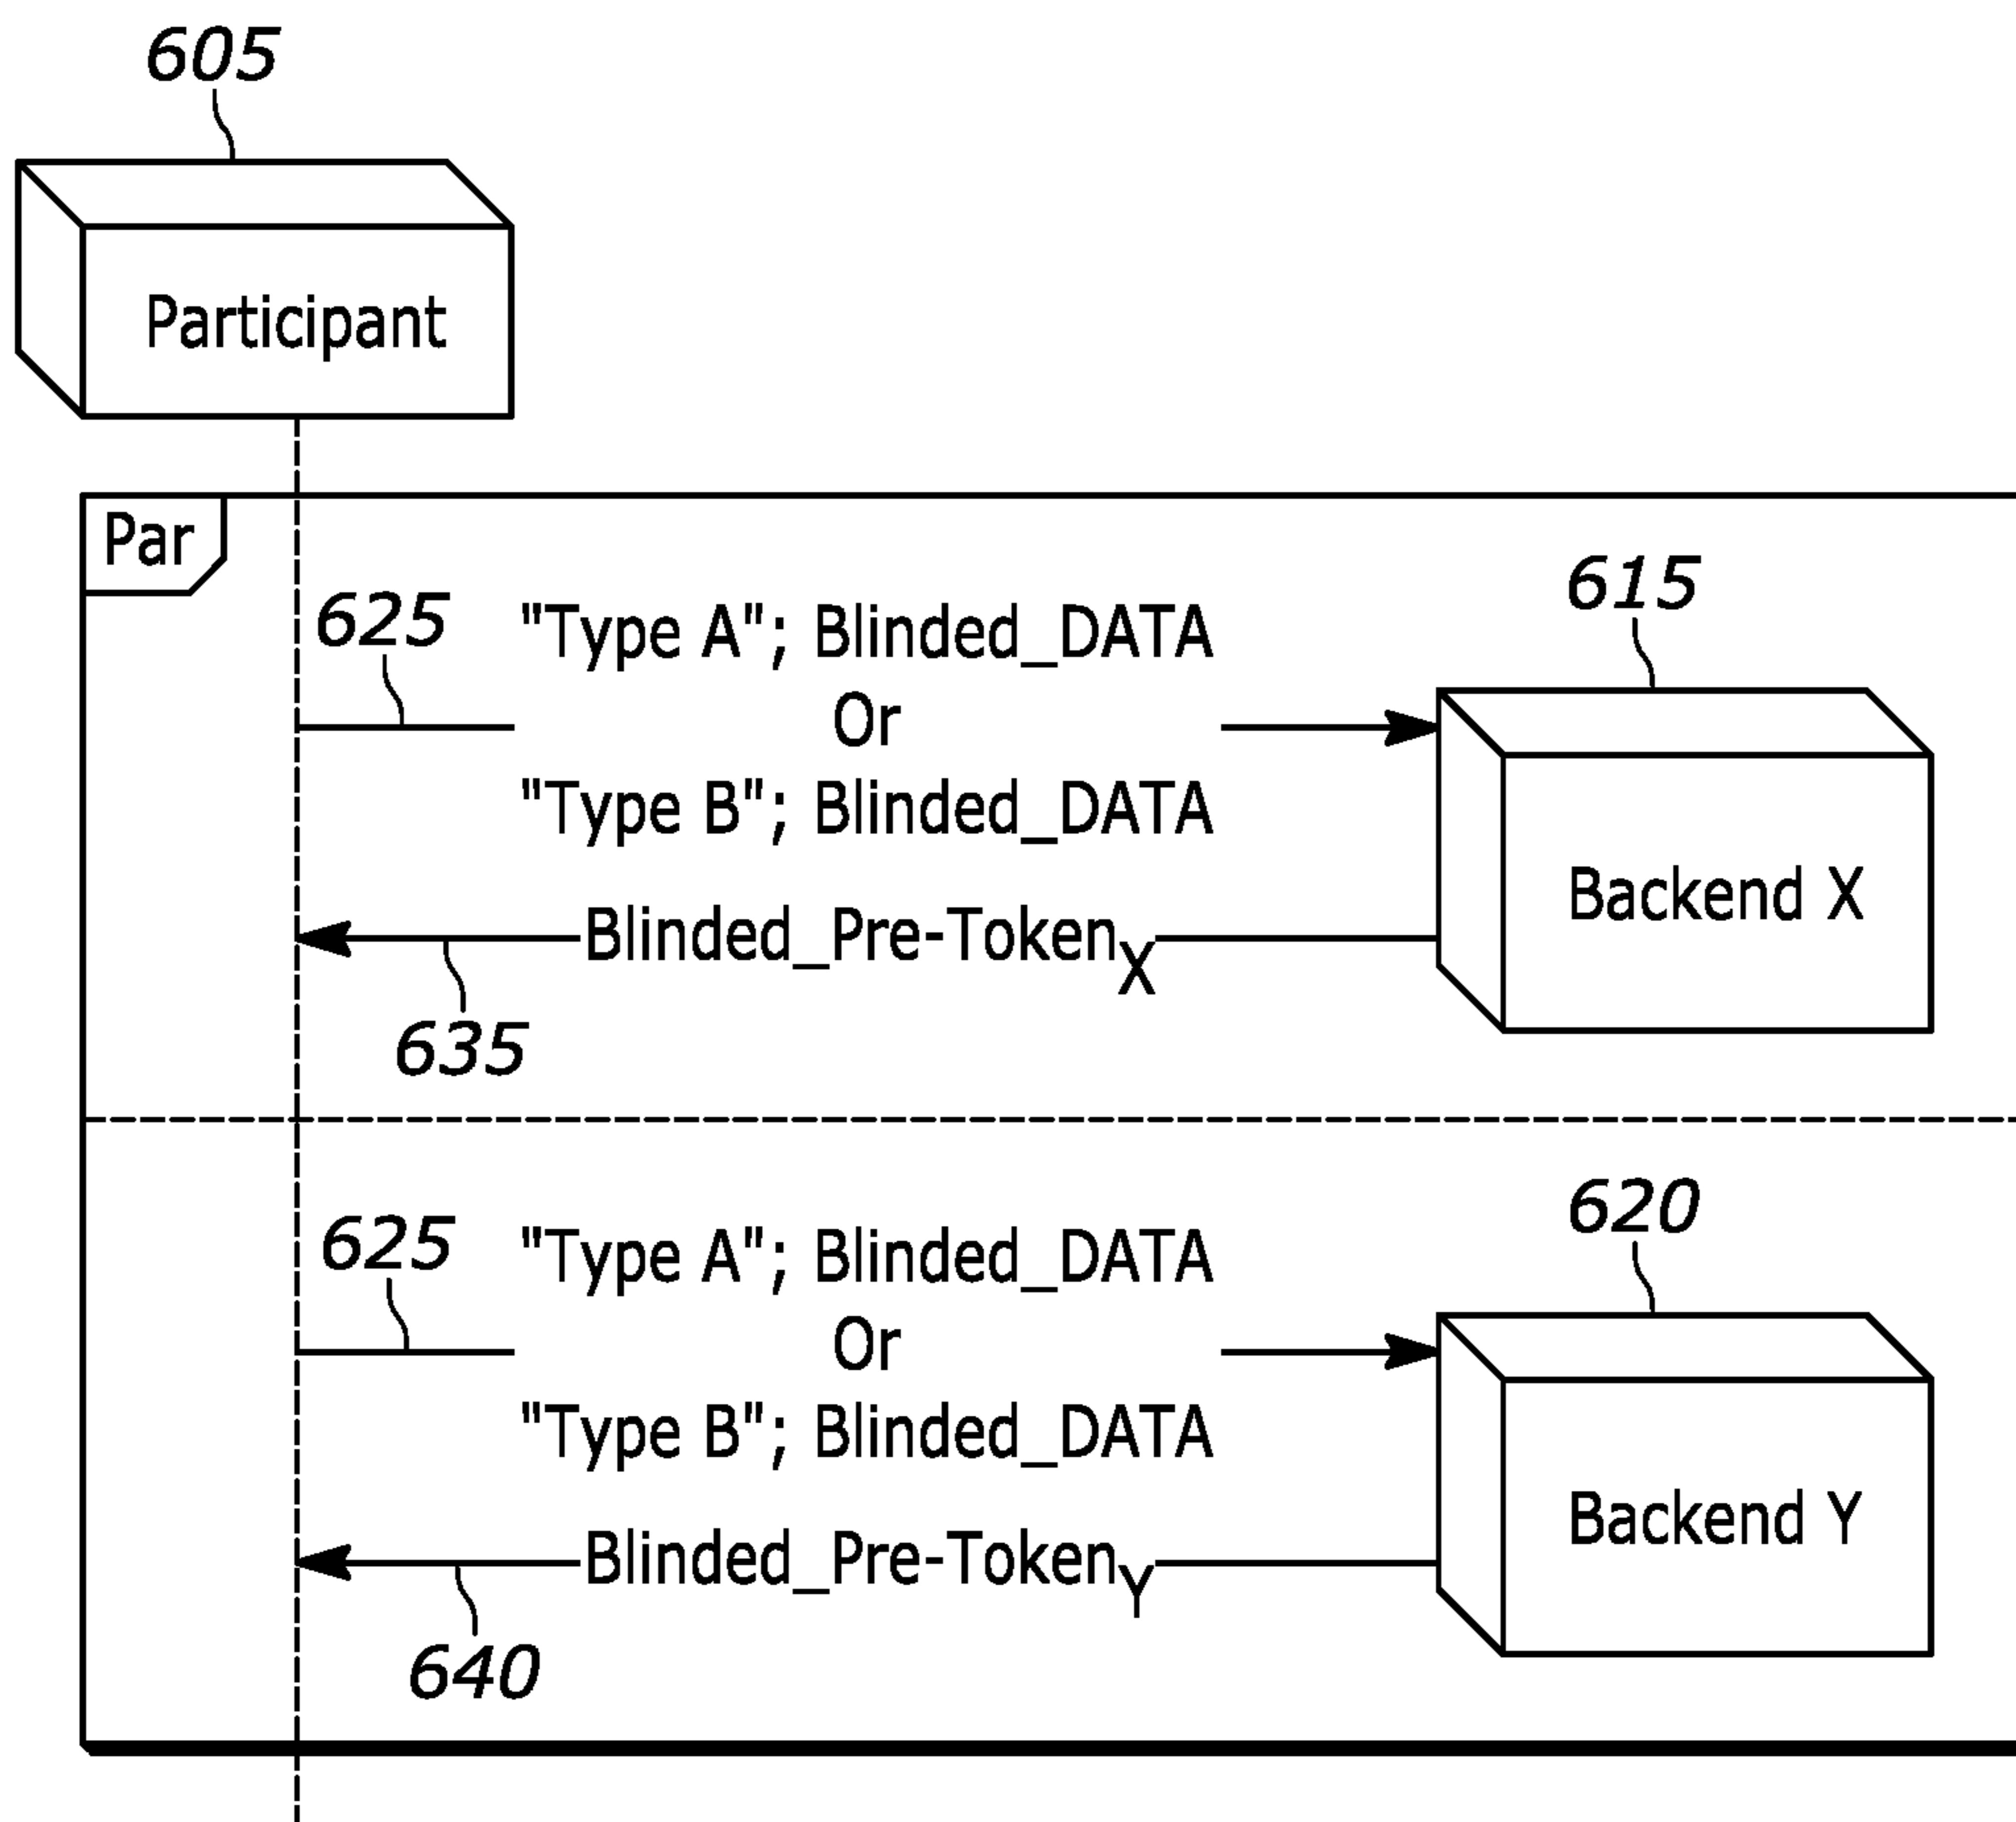 605
Participant
Par
625
"Type A"; Blinded_DATA
Or
"Type B"; Blinded_DATA
615
Backend X
Blinded_Pre-TokenX
635
625
"Type A"; Blinded_DATA
Or
"Type B"; Blinded_DATA
620
Backend Y
Blinded_Pre-TokenY
640